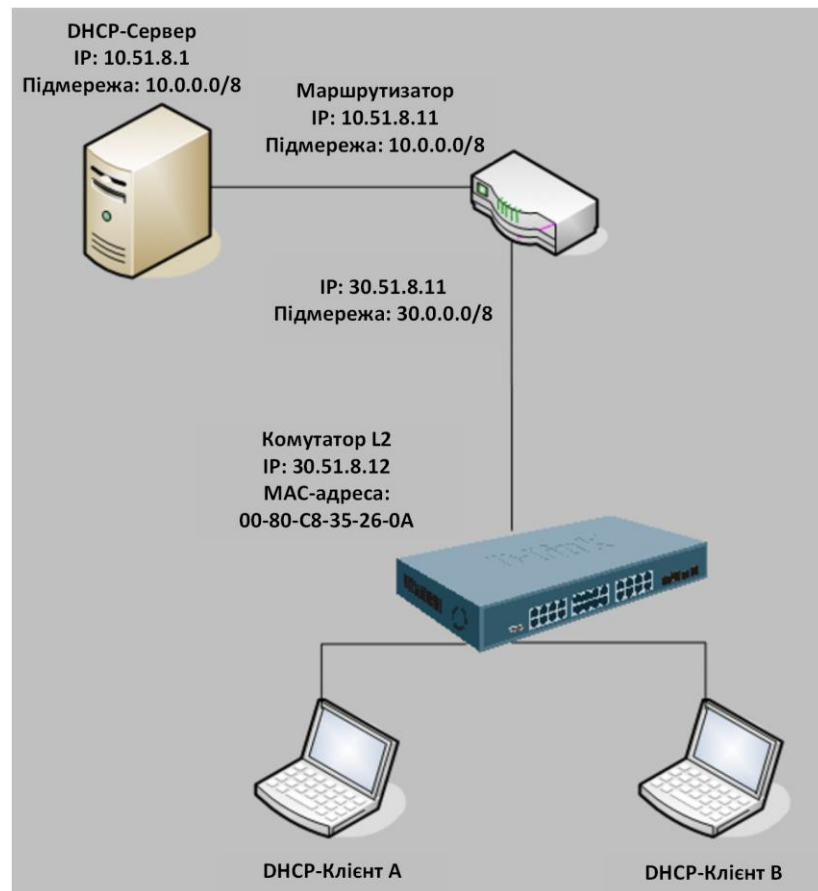 DHCP-Сервер
IP: 10.51.8.1
Підмережа: 10.0.0.0/8
Маршрутизатор
IP: 10.51.8.11
Підмережа: 10.0.0.0/8
IP: 30.51.8.11
Підмережа: 30.0.0.0/8
Комутатор L2
IP: 30.51.8.12
MAC-адреса:
00-80-C8-35-26-0A
D-Link
DHCP-Клієнт А
DHCP-Клієнт В